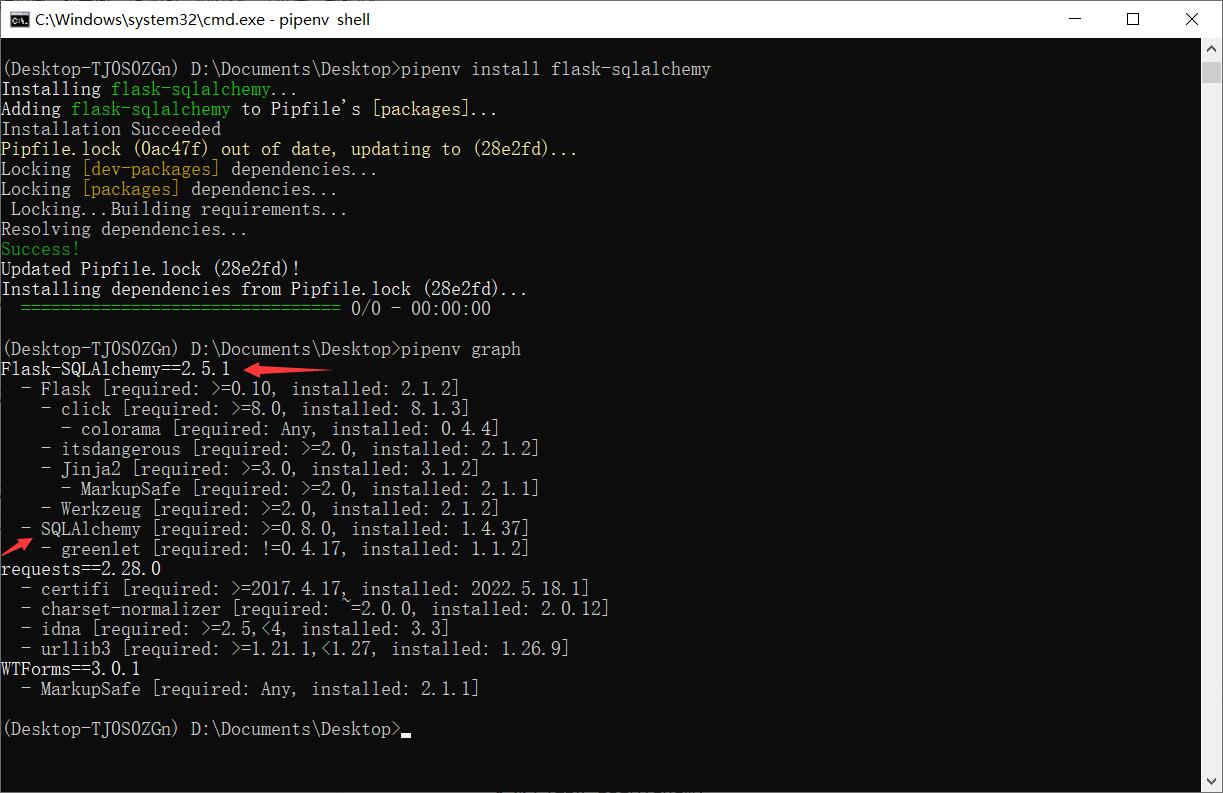 C:\Windows\system32\cmd.exe - pipenv shell
(Desktop-TJ0S0ZGn) D:\Documents\Desktop>pipenv install flask-sqlalchemy
Installing flask-sqlalchemy...
Adding flask-sqlalchemy to Pipfile's [packages]...
Installation Succeeded
Pipfile.lock (0ac47f) out of date, updating to (28e2fd)...
Locking [dev-packages] dependencies...
Locking [packages] dependencies...
 Locking...Building requirements...
Resolving dependencies...
Success!
Updated Pipfile.lock (28e2fd)!
Installing dependencies from Pipfile.lock (28e2fd)...
  ================================ 0/0 - 00:00:00
(Desktop-TJ0S0ZGn) D:\Documents\Desktop>pipenv graph
Flask-SQLAlchemy==2.5.1
  - Flask [required: >=0.10, installed: 2.1.2]
    - click [required: >=8.0, installed: 8.1.3]
      - colorama [required: Any, installed: 0.4.4]
    - itsdangerous [required: >=2.0, installed: 2.1.2]
    - Jinja2 [required: >=3.0, installed: 3.1.2]
      - MarkupSafe [required: >=2.0, installed: 2.1.1]
    - Werkzeug [required: >=2.0, installed: 2.1.2]
  - SQLAlchemy [required: >=0.8.0, installed: 1.4.37]
    - greenlet [required: !=0.4.17, installed: 1.1.2]
requests==2.28.0
  - certifi [required: >=2017.4.17, installed: 2022.5.18.1]
  - charset-normalizer [required: ~=2.0.0, installed: 2.0.12]
  - idna [required: >=2.5,<4, installed: 3.3]
  - urllib3 [required: >=1.21.1,<1.27, installed: 1.26.9]
WTForms==3.0.1
  - MarkupSafe [required: Any, installed: 2.1.1]
(Desktop-TJ0S0ZGn) D:\Documents\Desktop>